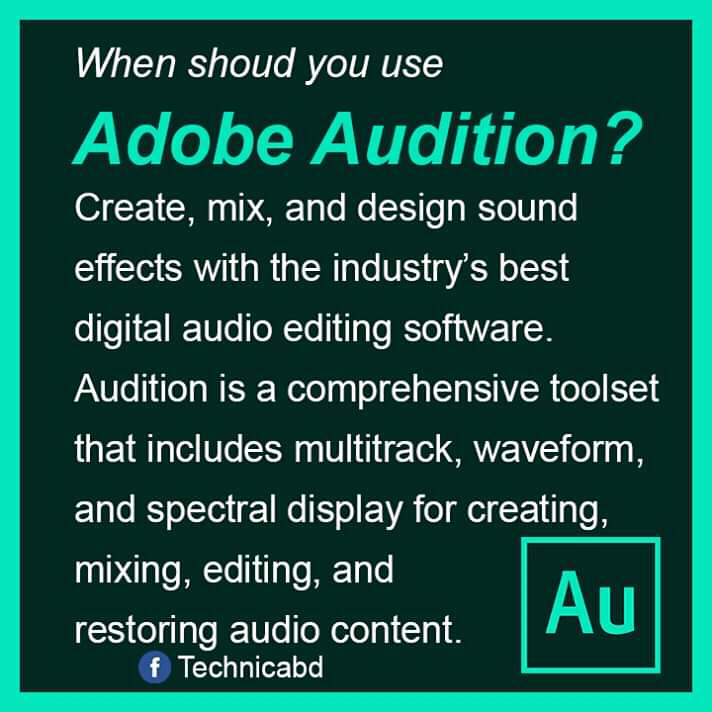 When shoud you use
Adobe Audition?
Create, mix, and design sound
effects with the industry’s best
digital audio editing software.
Audition is a comprehensive toolset
that includes multitrack, waveform,
and spectral display for creating,
mixing, editing, and
restoring audio content.
Au
f Technicabd